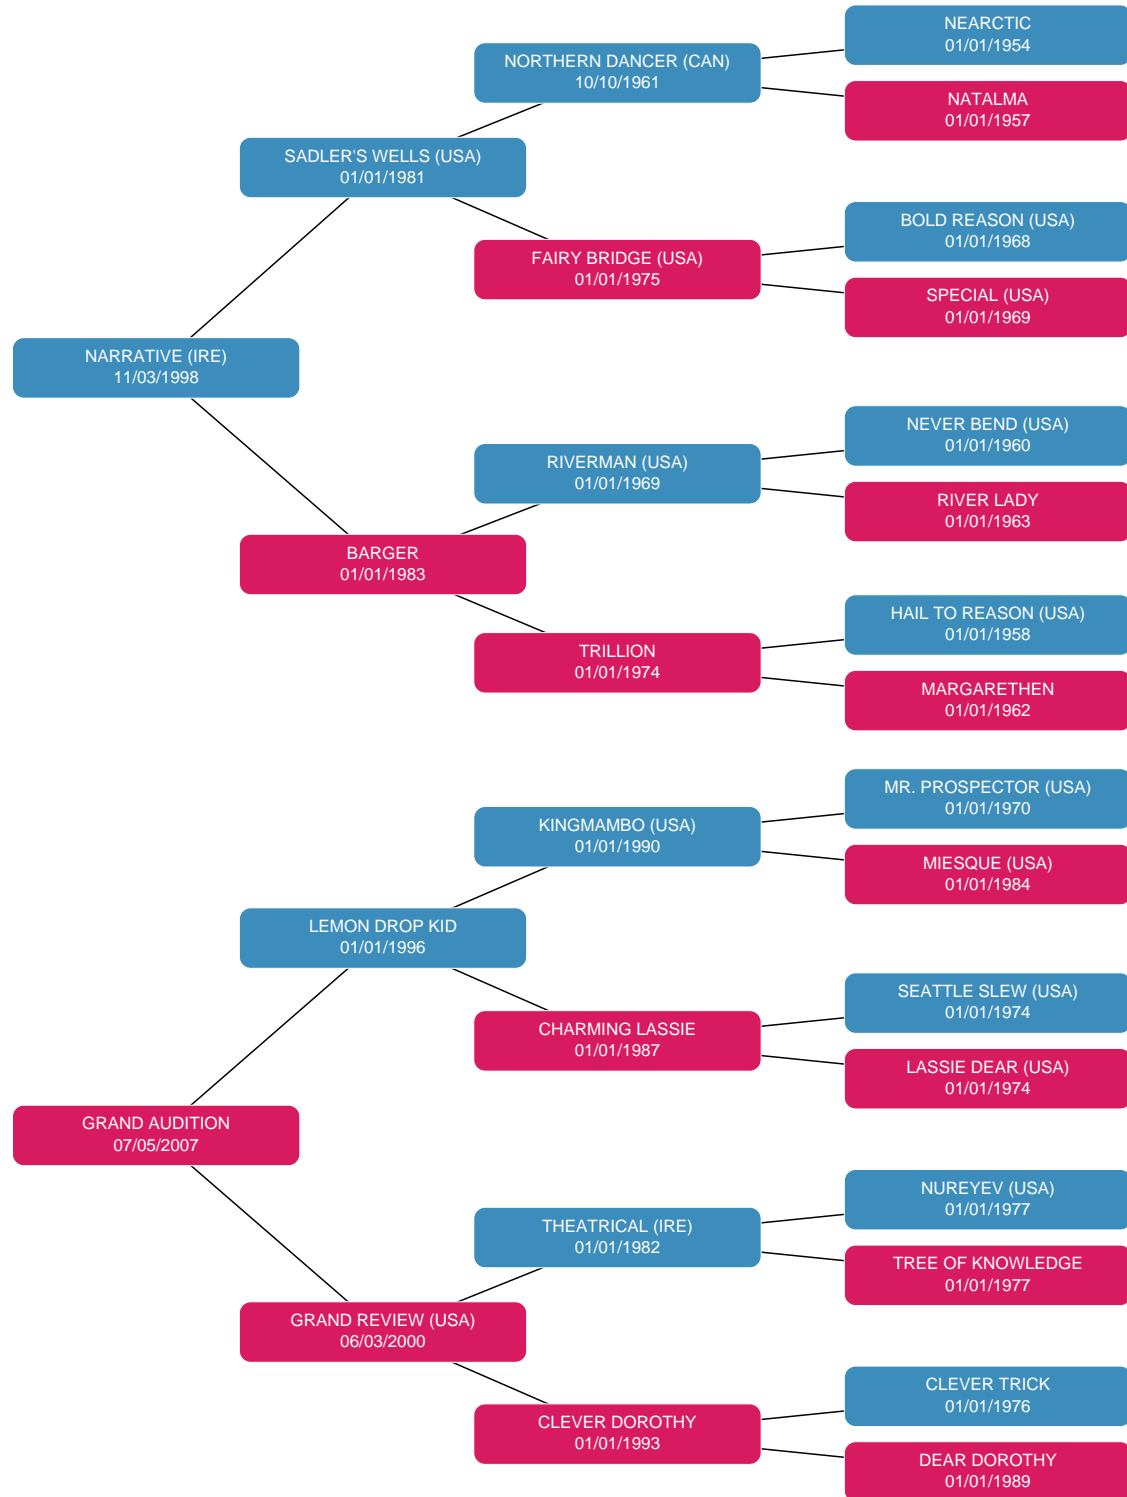 NEARCTIC
01/01/1954
NORTHERN DANCER (CAN)
10/10/1961
NATALMA
01/01/1957
SADLER'S WELLS (USA)
01/01/1981
BOLD REASON (USA)
01/01/1968
FAIRY BRIDGE (USA)
01/01/1975
SPECIAL (USA)
01/01/1969
NARRATIVE (IRE)
11/03/1998
NEVER BEND (USA)
01/01/1960
RIVERMAN (USA)
01/01/1969
RIVER LADY
01/01/1963
BARGER
01/01/1983
HAIL TO REASON (USA)
01/01/1958
TRILLION
01/01/1974
MARGARETHEN
01/01/1962
MR. PROSPECTOR (USA)
01/01/1970
KINGMAMBO (USA)
01/01/1990
MIESQUE (USA)
01/01/1984
LEMON DROP KID
01/01/1996
SEATTLE SLEW (USA)
01/01/1974
CHARMING LASSIE
01/01/1987
LASSIE DEAR (USA)
01/01/1974
GRAND AUDITION
07/05/2007
NUREYEV (USA)
01/01/1977
THEATRICAL (IRE)
01/01/1982
TREE OF KNOWLEDGE
01/01/1977
GRAND REVIEW (USA)
06/03/2000
CLEVER TRICK
01/01/1976
CLEVER DOROTHY
01/01/1993
DEAR DOROTHY
01/01/1989